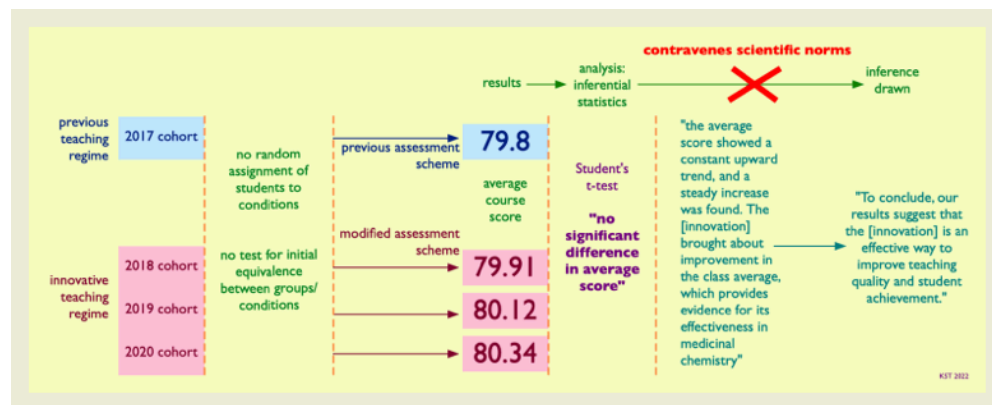 contravenes scientific norms
results
analysis:
inferential
statistics
inference
drawn
previous
teaching
regime
2017 cohort
no random
assignment of
students to
conditions
previous assessment
scheme
79.8
average
course
score
Student's
t-test
"no
significant
difference
in average
score"
"the average
score showed a
constant upward
trend, and a
steady increase
was found. The
[innovation]
brought about
improvement in
the class average,
which provides
evidence for its
effectiveness in
medicinal
chemistry"
"To conclude, our
results suggest that
the [innovation] is an
effective way to
improve teaching
quality and student
achievement."
innovative
teaching
regime
2018 cohort
2019 cohort
2020 cohort
no test for initial
equivalence
between groups/
conditions
modified assessment
scheme
79.91
80.12
80.34
KST 2022